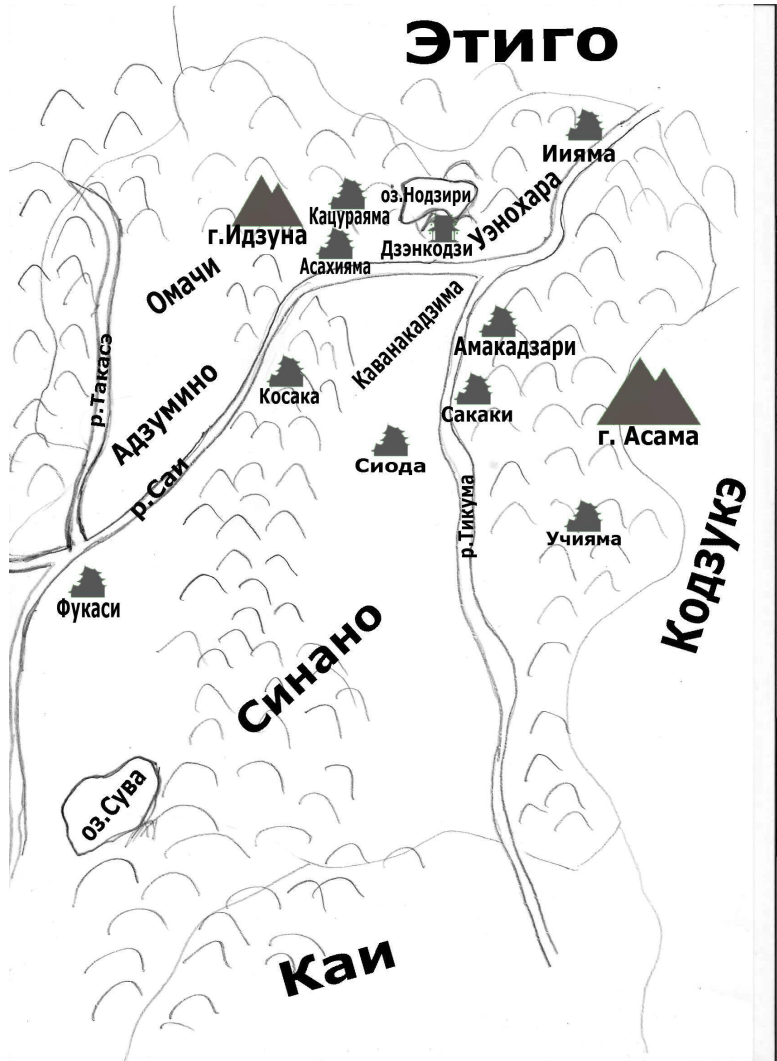 Этиго
Иияма
оз.Нодзири
Кацураяма
Уэнохара
г.Идзуна
Дзэнкодзи
Асахияма
Омачи
Каванакадзима
Амакадзари
р.Такасэ
Косака
Адзумино
Сакаки
г. Асама
Сиода
р.Саи
р.Тикума
Учияма
Кодзукэ
Фукаси
Синано
оз.Сува
Каи